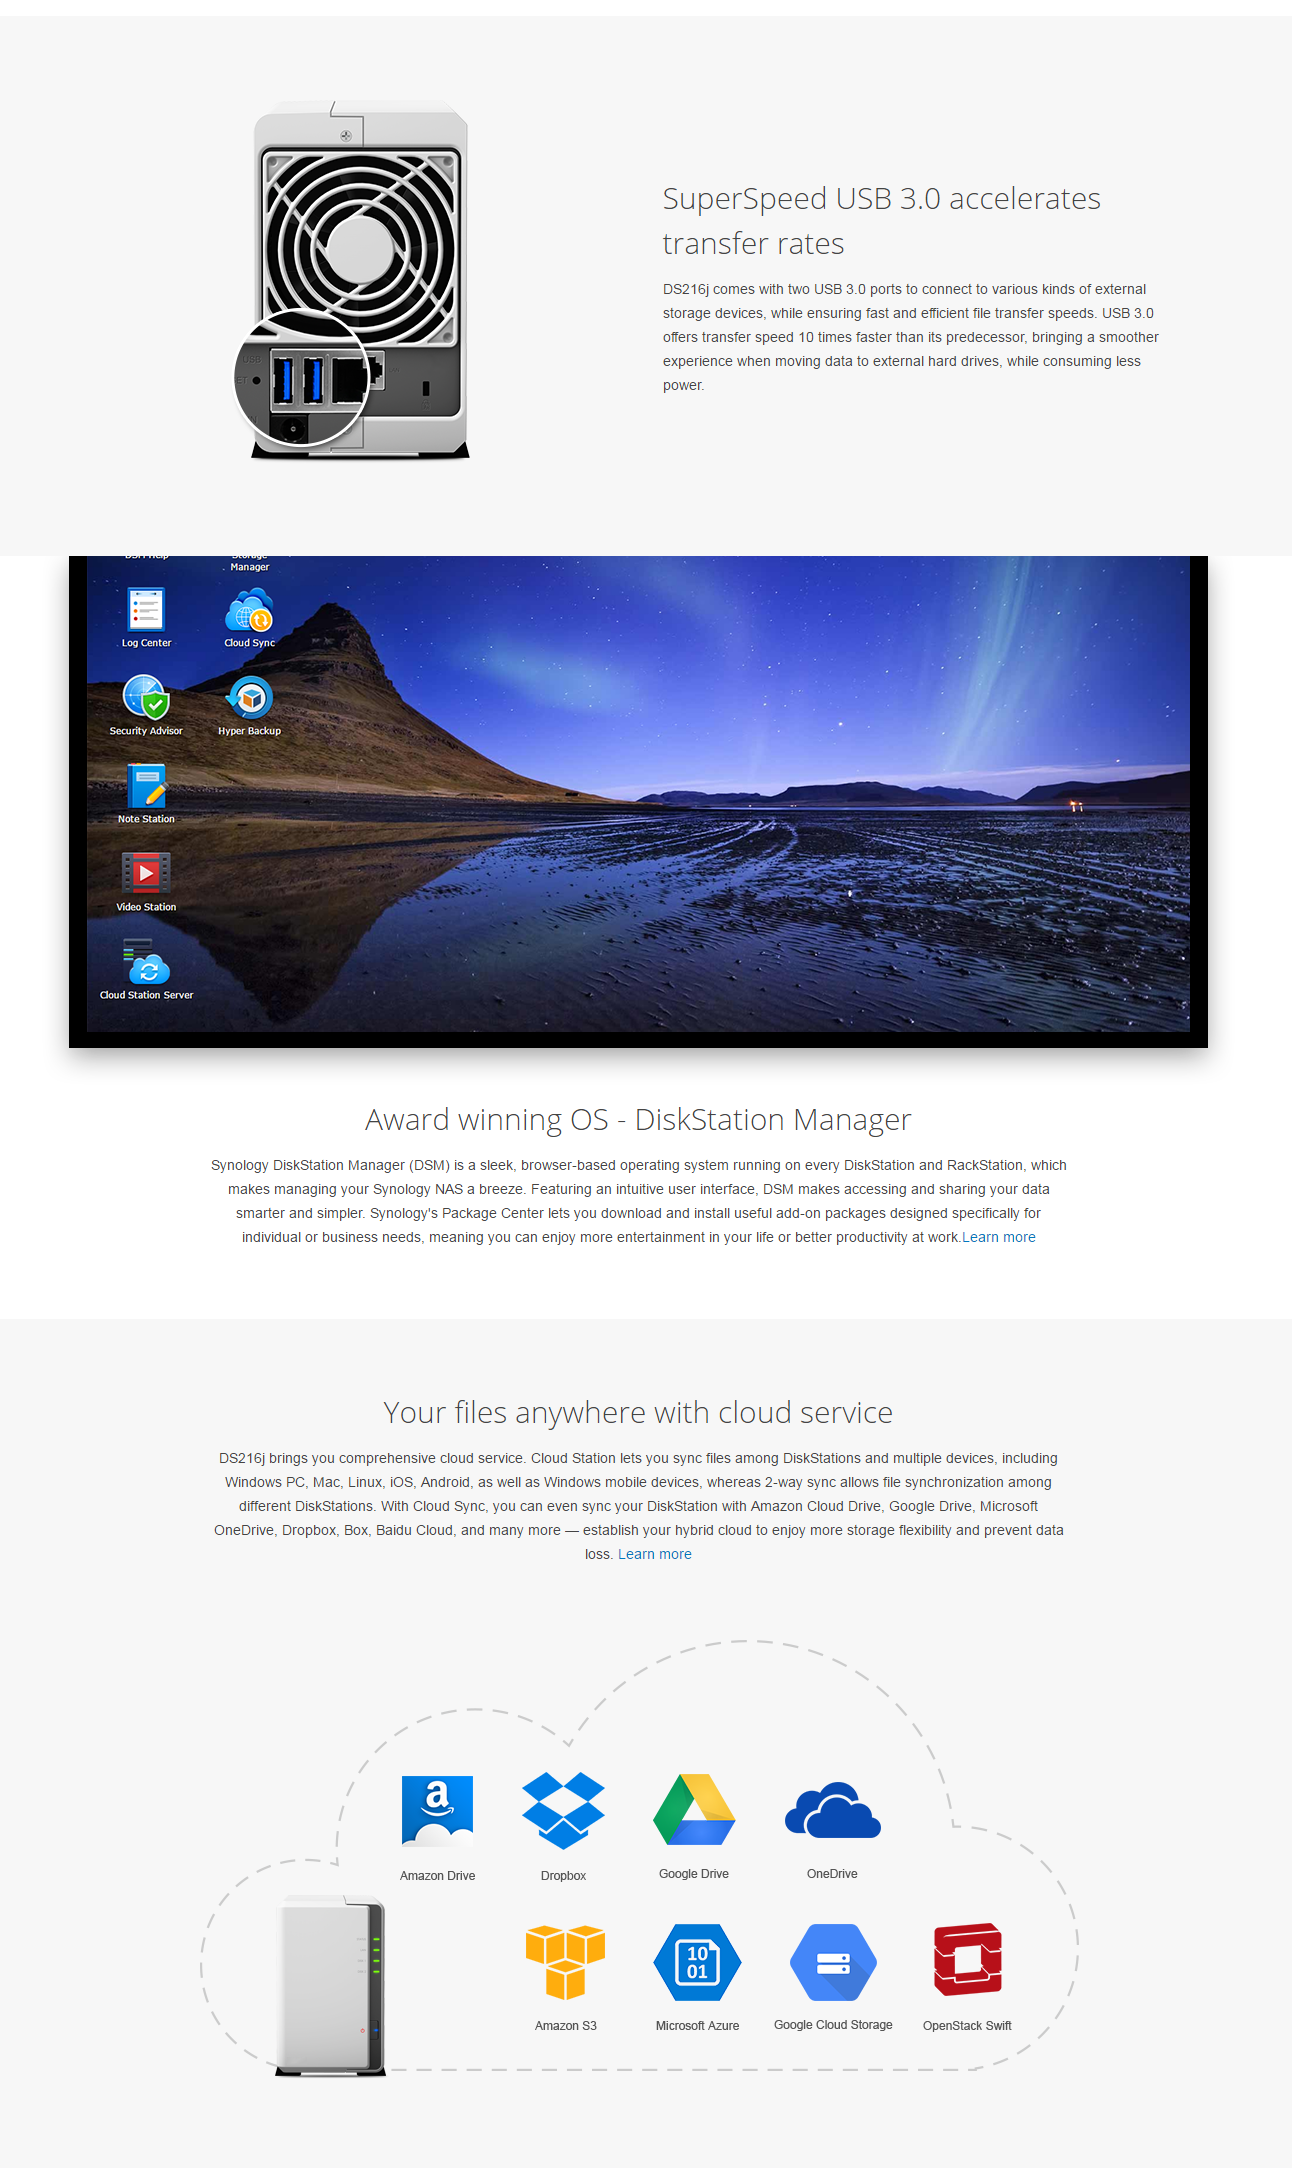 SuperSpeed USB 3.0 accelerates
transfer rates
DS216j comes with two USB 3.0 ports to connect to various kinds of external
storage devices, while ensuring fast and efficient file transfer speeds. USB 3.0
offers transfer speed 10 times faster than its predecessor, bringing a smoother
experience when moving data to external hard drives, while consuming less
power.
USB
ET
DSM Help
Storage
Manager
Log Center
Cloud Sync
Security Advisor
Hyper Backup
Note Station
Video Station
Cloud Station Server
Award winning OS - DiskStation Manager
Synology DiskStation Manager (DSM) is a sleek, browser-based operating system running on every DiskStation and RackStation, which
makes managing your Synology NAS a breeze. Featuring an intuitive user interface, DSM makes accessing and sharing your data
smarter and simpler. Synology's Package Center lets you download and install useful add-on packages designed specifically for
individual or business needs, meaning you can enjoy more entertainment in your life or better productivity at work.Learn more
Your files anywhere with cloud service
DS216j brings you comprehensive cloud service. Cloud Station lets you sync files among DiskStations and multiple devices, including
Windows PC, Mac, Linux, iOS, Android, as well as Windows mobile devices, whereas 2-way sync allows file synchronization among
different DiskStations. With Cloud Sync, you can even sync your DiskStation with Amazon Cloud Drive, Google Drive, Microsoft
OneDrive, Dropbox, Box, Baidu Cloud, and many more — establish your hybrid cloud to enjoy more storage flexibility and prevent data
loss. Learn more
a
Amazon Drive
Dropbox
Google Drive
OneDrive
10
01
Amazon S3
Microsoft Azure
Google Cloud Storage
OpenStack Swift